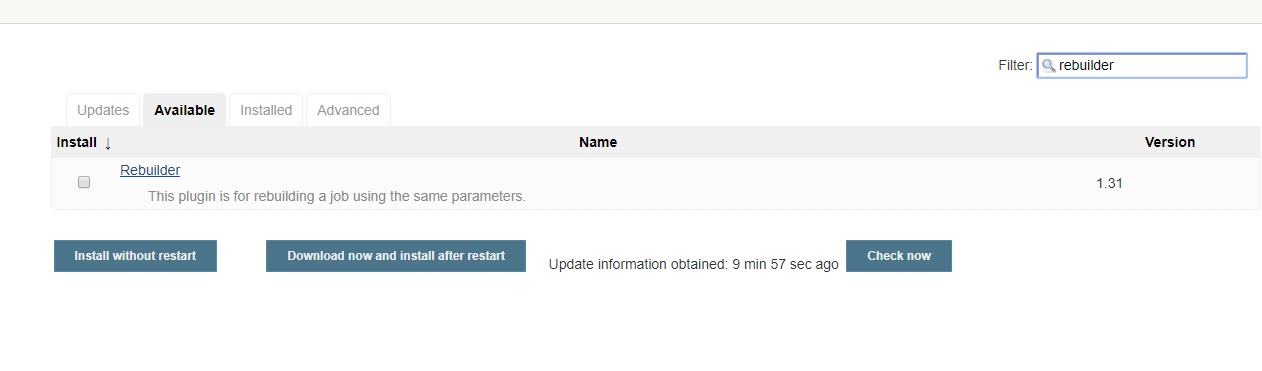 Filter: rebuilder
Updates Available Installed Advanced
Install ↓ Name Version
Rebuilder
This plugin is for rebuilding a job using the same parameters.
1.31
Install without restart Download now and install after restart Update information obtained: 9 min 57 sec ago Check now